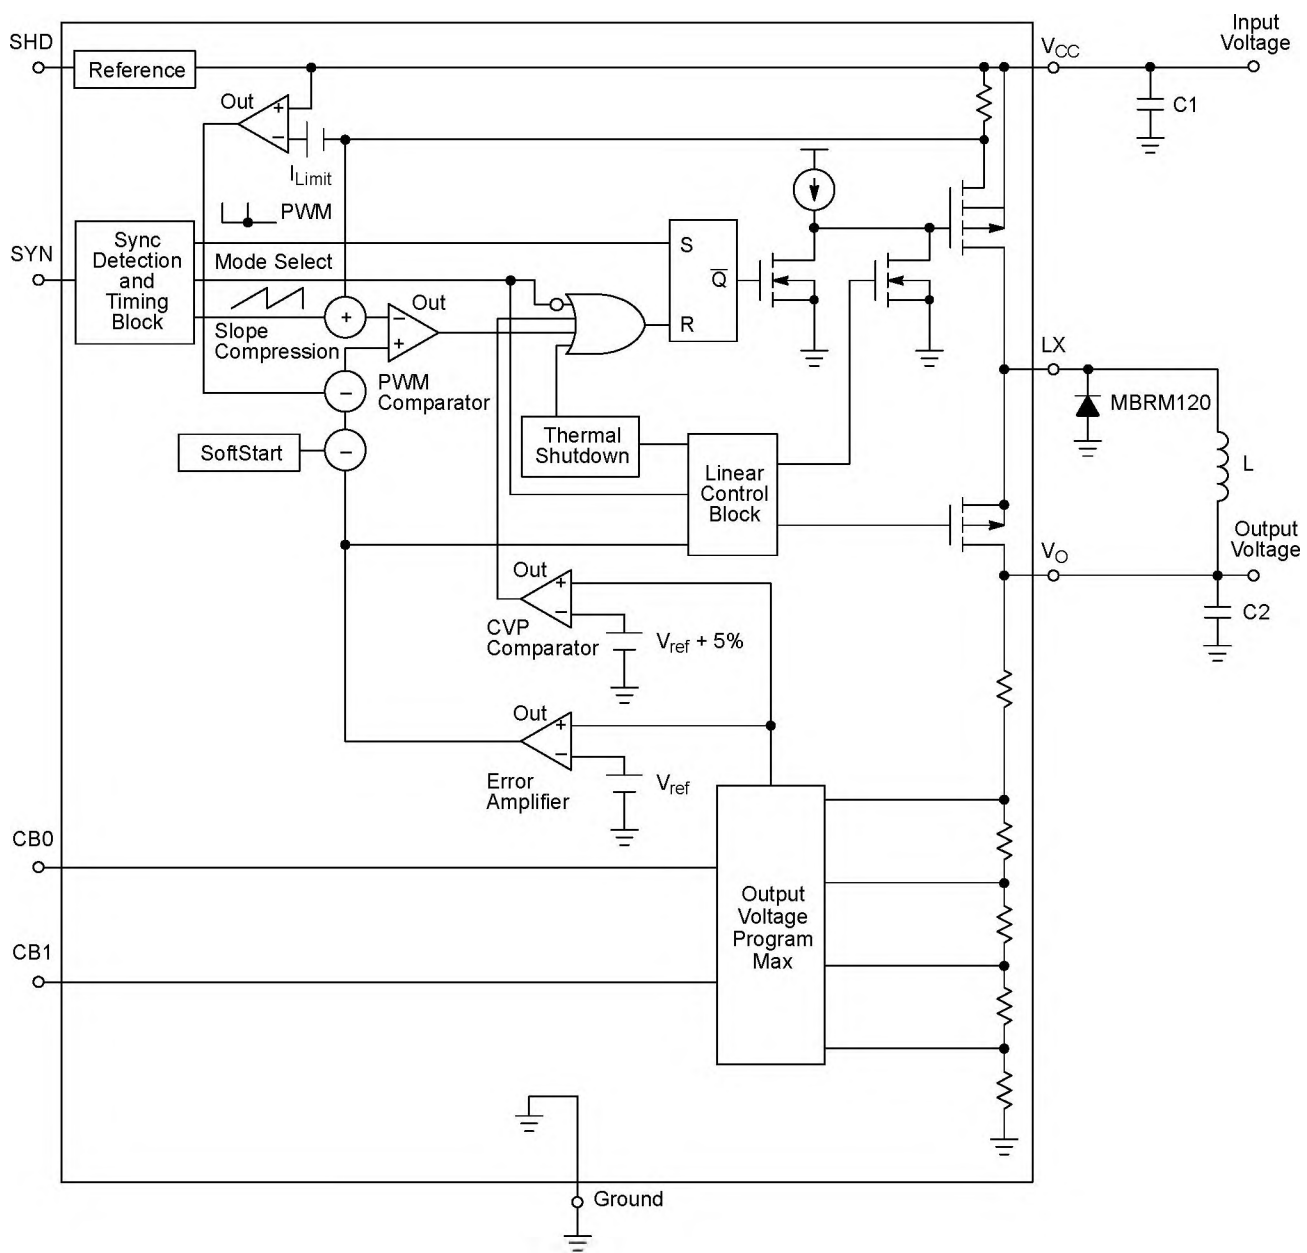 SHD
Reference
VCC
Input
Voltage
Out
+
−
C1
ILimit
PWM
SYN
Sync
Detection
and
Timing
Block
Mode Select
S
Q̅
R
Out
−
+
+
Slope
Compression
LX
PWM
Comparator
−
MBRM120
SoftStart
−
Thermal
Shutdown
Linear
Control
Block
L
Output
Voltage
VO
Out
+
−
CVP
Comparator
Vref + 5%
C2
Out
+
−
Error
Amplifier
Vref
CB0
Output
Voltage
Program
Max
CB1
Ground